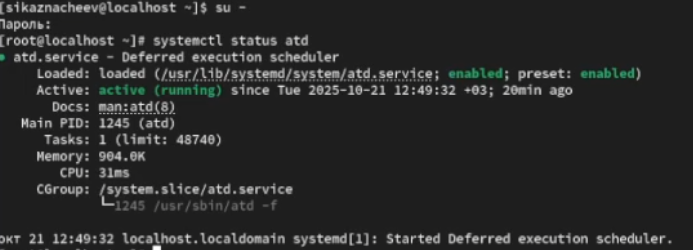 [sikaznacheev@localhost ~]$ su -
Пароль:
[root@localhost ~]# systemctl status atd
● atd.service - Deferred execution scheduler
Loaded: loaded (/usr/lib/systemd/system/atd.service; enabled; preset: enabled)
Active: active (running) since Tue 2025-10-21 12:49:32 +03; 20min ago
Docs: man:atd(8)
Main PID: 1245 (atd)
Tasks: 1 (limit: 48740)
Memory: 904.0K
CPU: 31ms
CGroup: /system.slice/atd.service
└─1245 /usr/sbin/atd -f
окт 21 12:49:32 localhost.localdomain systemd[1]: Started Deferred execution scheduler.